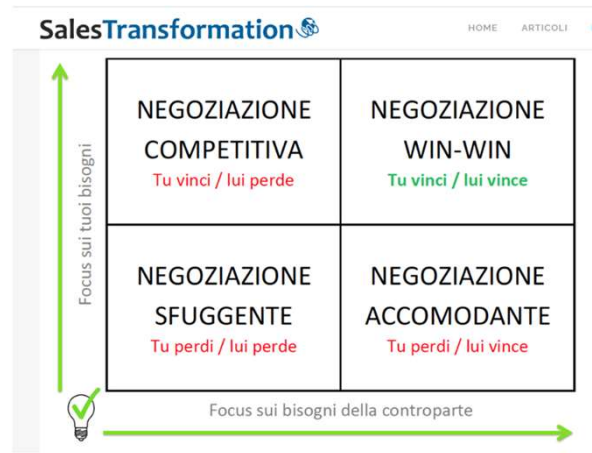 SalesTransformation
HOME ARTICOLI
NEGOZIAZIONE
COMPETITIVA
Tu vinci / lui perde
NEGOZIAZIONE
WIN-WIN
Tu vinci / lui vince
Focus sui tuoi bisogni
NEGOZIAZIONE
SFUGGENTE
Tu perdi / lui perde
NEGOZIAZIONE
ACCOMODANTE
Tu perdi / lui vince
Focus sui bisogni della controparte